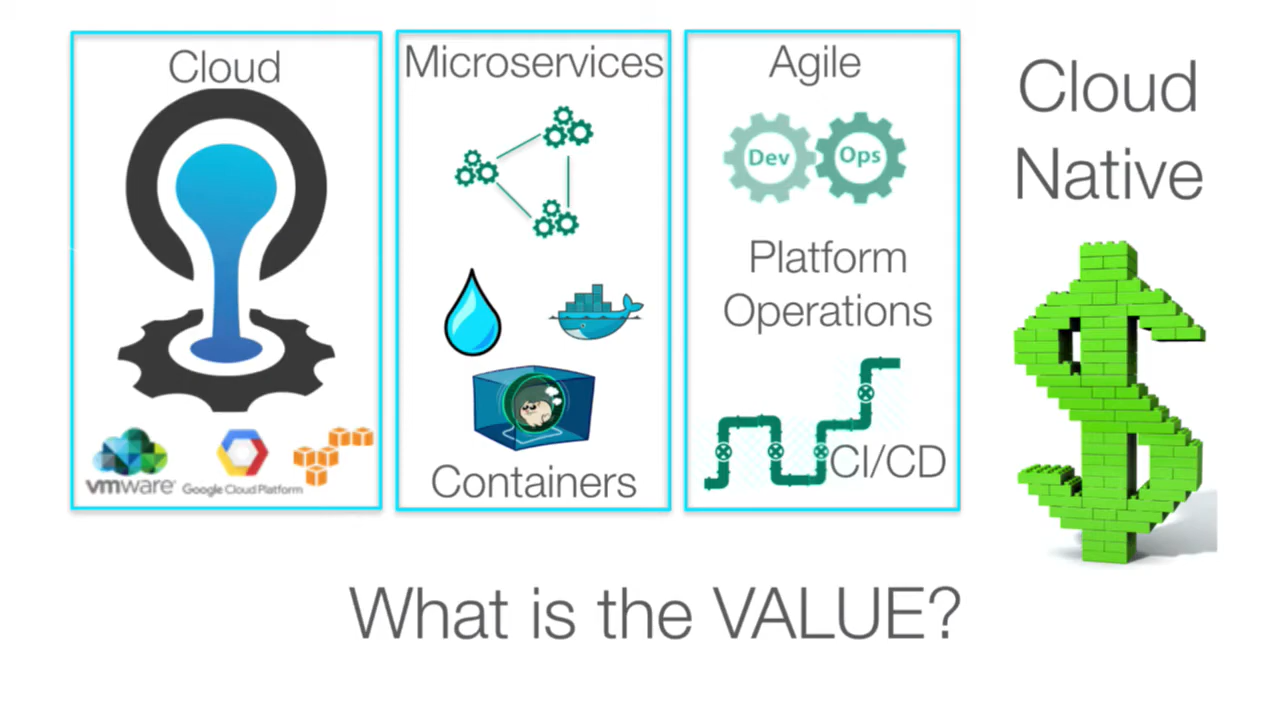 Cloud
vmware
Google Cloud Platform
Microservices
Containers
Agile
Dev
Ops
Platform
Operations
CI/CD
Cloud
Native
What is the VALUE?